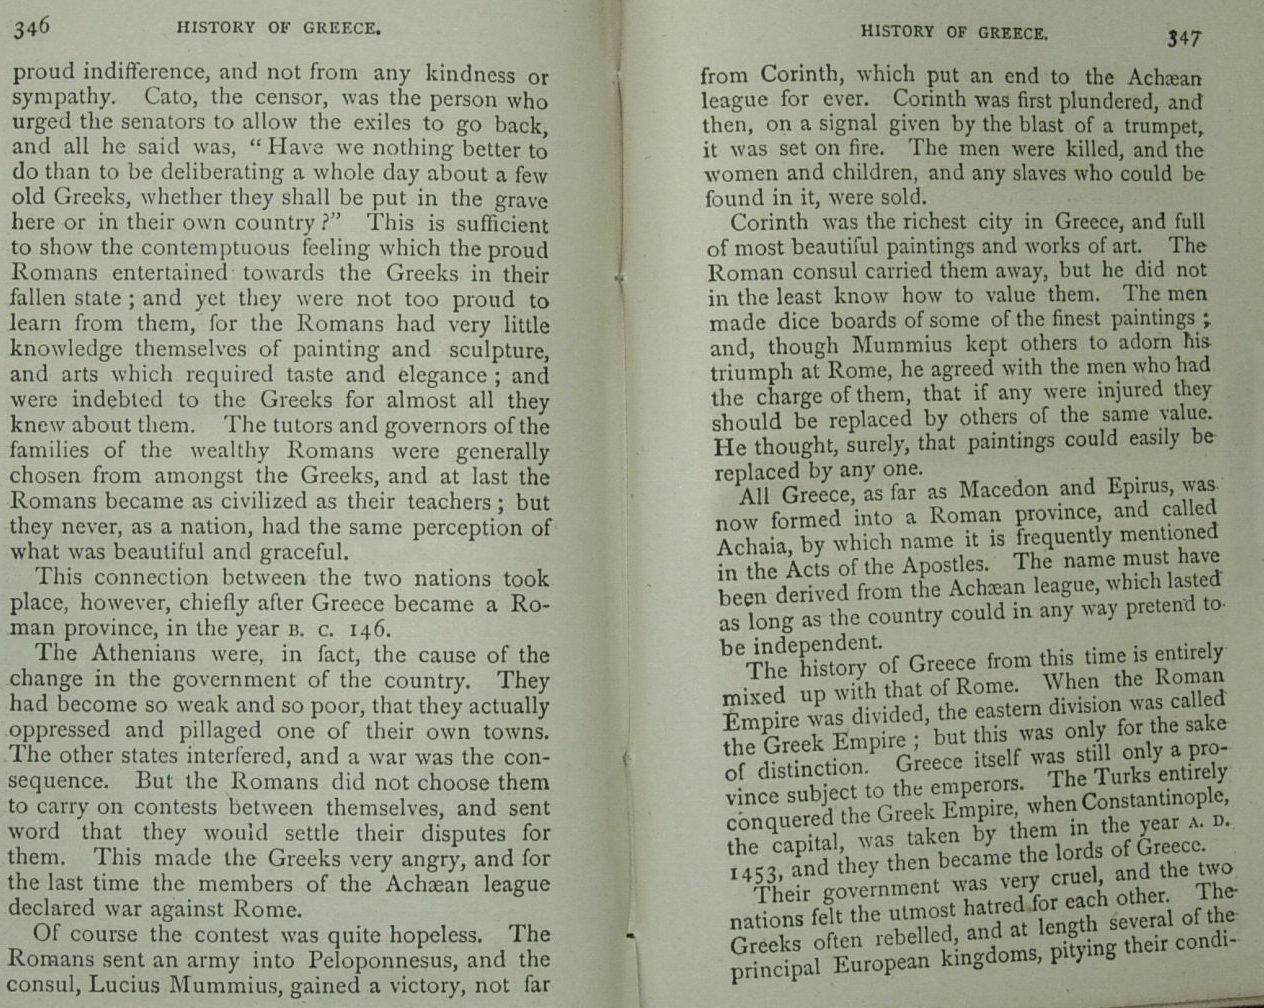 346
HISTORY OF GREECE.
proud indifference, and not from any kindness or
sympathy. Cato, the censor, was the person who
urged the senators to allow the exiles to go back,
and all he said was, “Have we nothing better to
do than to be deliberating a whole day about a few
old Greeks, whether they shall be put in the grave
here or in their own country?” This is sufficient
to show the contemptuous feeling which the proud
Romans entertained towards the Greeks in their
fallen state; and yet they were not too proud to
learn from them, for the Romans had very little
knowledge themselves of painting and sculpture,
and arts which required taste and elegance; and
were indebted to the Greeks for almost all they
knew about them. The tutors and governors of the
families of the wealthy Romans were generally
chosen from amongst the Greeks, and at last the
Romans became as civilized as their teachers; but
they never, as a nation, had the same perception of
what was beautiful and graceful.
This connection between the two nations took
place, however, chiefly after Greece became a Ro-
man province, in the year B. C. 146.
The Athenians were, in fact, the cause of the
change in the government of the country. They
had become so weak and so poor, that they actually
oppressed and pillaged one of their own towns.
The other states interfered, and a war was the con-
sequence. But the Romans did not choose them
to carry on contests between themselves, and sent
word that they would settle their disputes for
them. This made the Greeks very angry, and for
the last time the members of the Achæan league
declared war against Rome.
Of course the contest was quite hopeless. The
Romans sent an army into Peloponnesus, and the
consul, Lucius Mummius, gained a victory, not far
HISTORY OF GREECE.
347
from Corinth, which put an end to the Achæan
league for ever. Corinth was first plundered, and
then, on a signal given by the blast of a trumpet,
it was set on fire. The men were killed, and the
women and children, and any slaves who could be
found in it, were sold.
Corinth was the richest city in Greece, and full
of most beautiful paintings and works of art. The
Roman consul carried them away, but he did not
in the least know how to value them. The men
made dice boards of some of the finest paintings;
and, though Mummius kept others to adorn his
triumph at Rome, he agreed with the men who had
the charge of them, that if any were injured they
should be replaced by others of the same value.
He thought, surely, that paintings could easily be
replaced by any one.
All Greece, as far as Macedon and Epirus, was
now formed into a Roman province, and called
Achaia, by which name it is frequently mentioned
in the Acts of the Apostles. The name must have
been derived from the Achæan league, which lasted
as long as the country could in any way pretend to
be independent.
The history of Greece from this time is entirely
mixed up with that of Rome. When the Roman
Empire was divided, the eastern division was called
the Greek Empire; but this was only for the sake
of distinction. Greece itself was still only a pro-
vince subject to the emperors. The Turks entirely
conquered the Greek Empire, when Constantinople,
the capital, was taken by them in the year A. D.
1453, and they then became the lords of Greece.
Their government was very cruel, and the two
nations felt the utmost hatred for each other. The
Greeks often rebelled, and at length several of the
principal European kingdoms, pitying their condi-